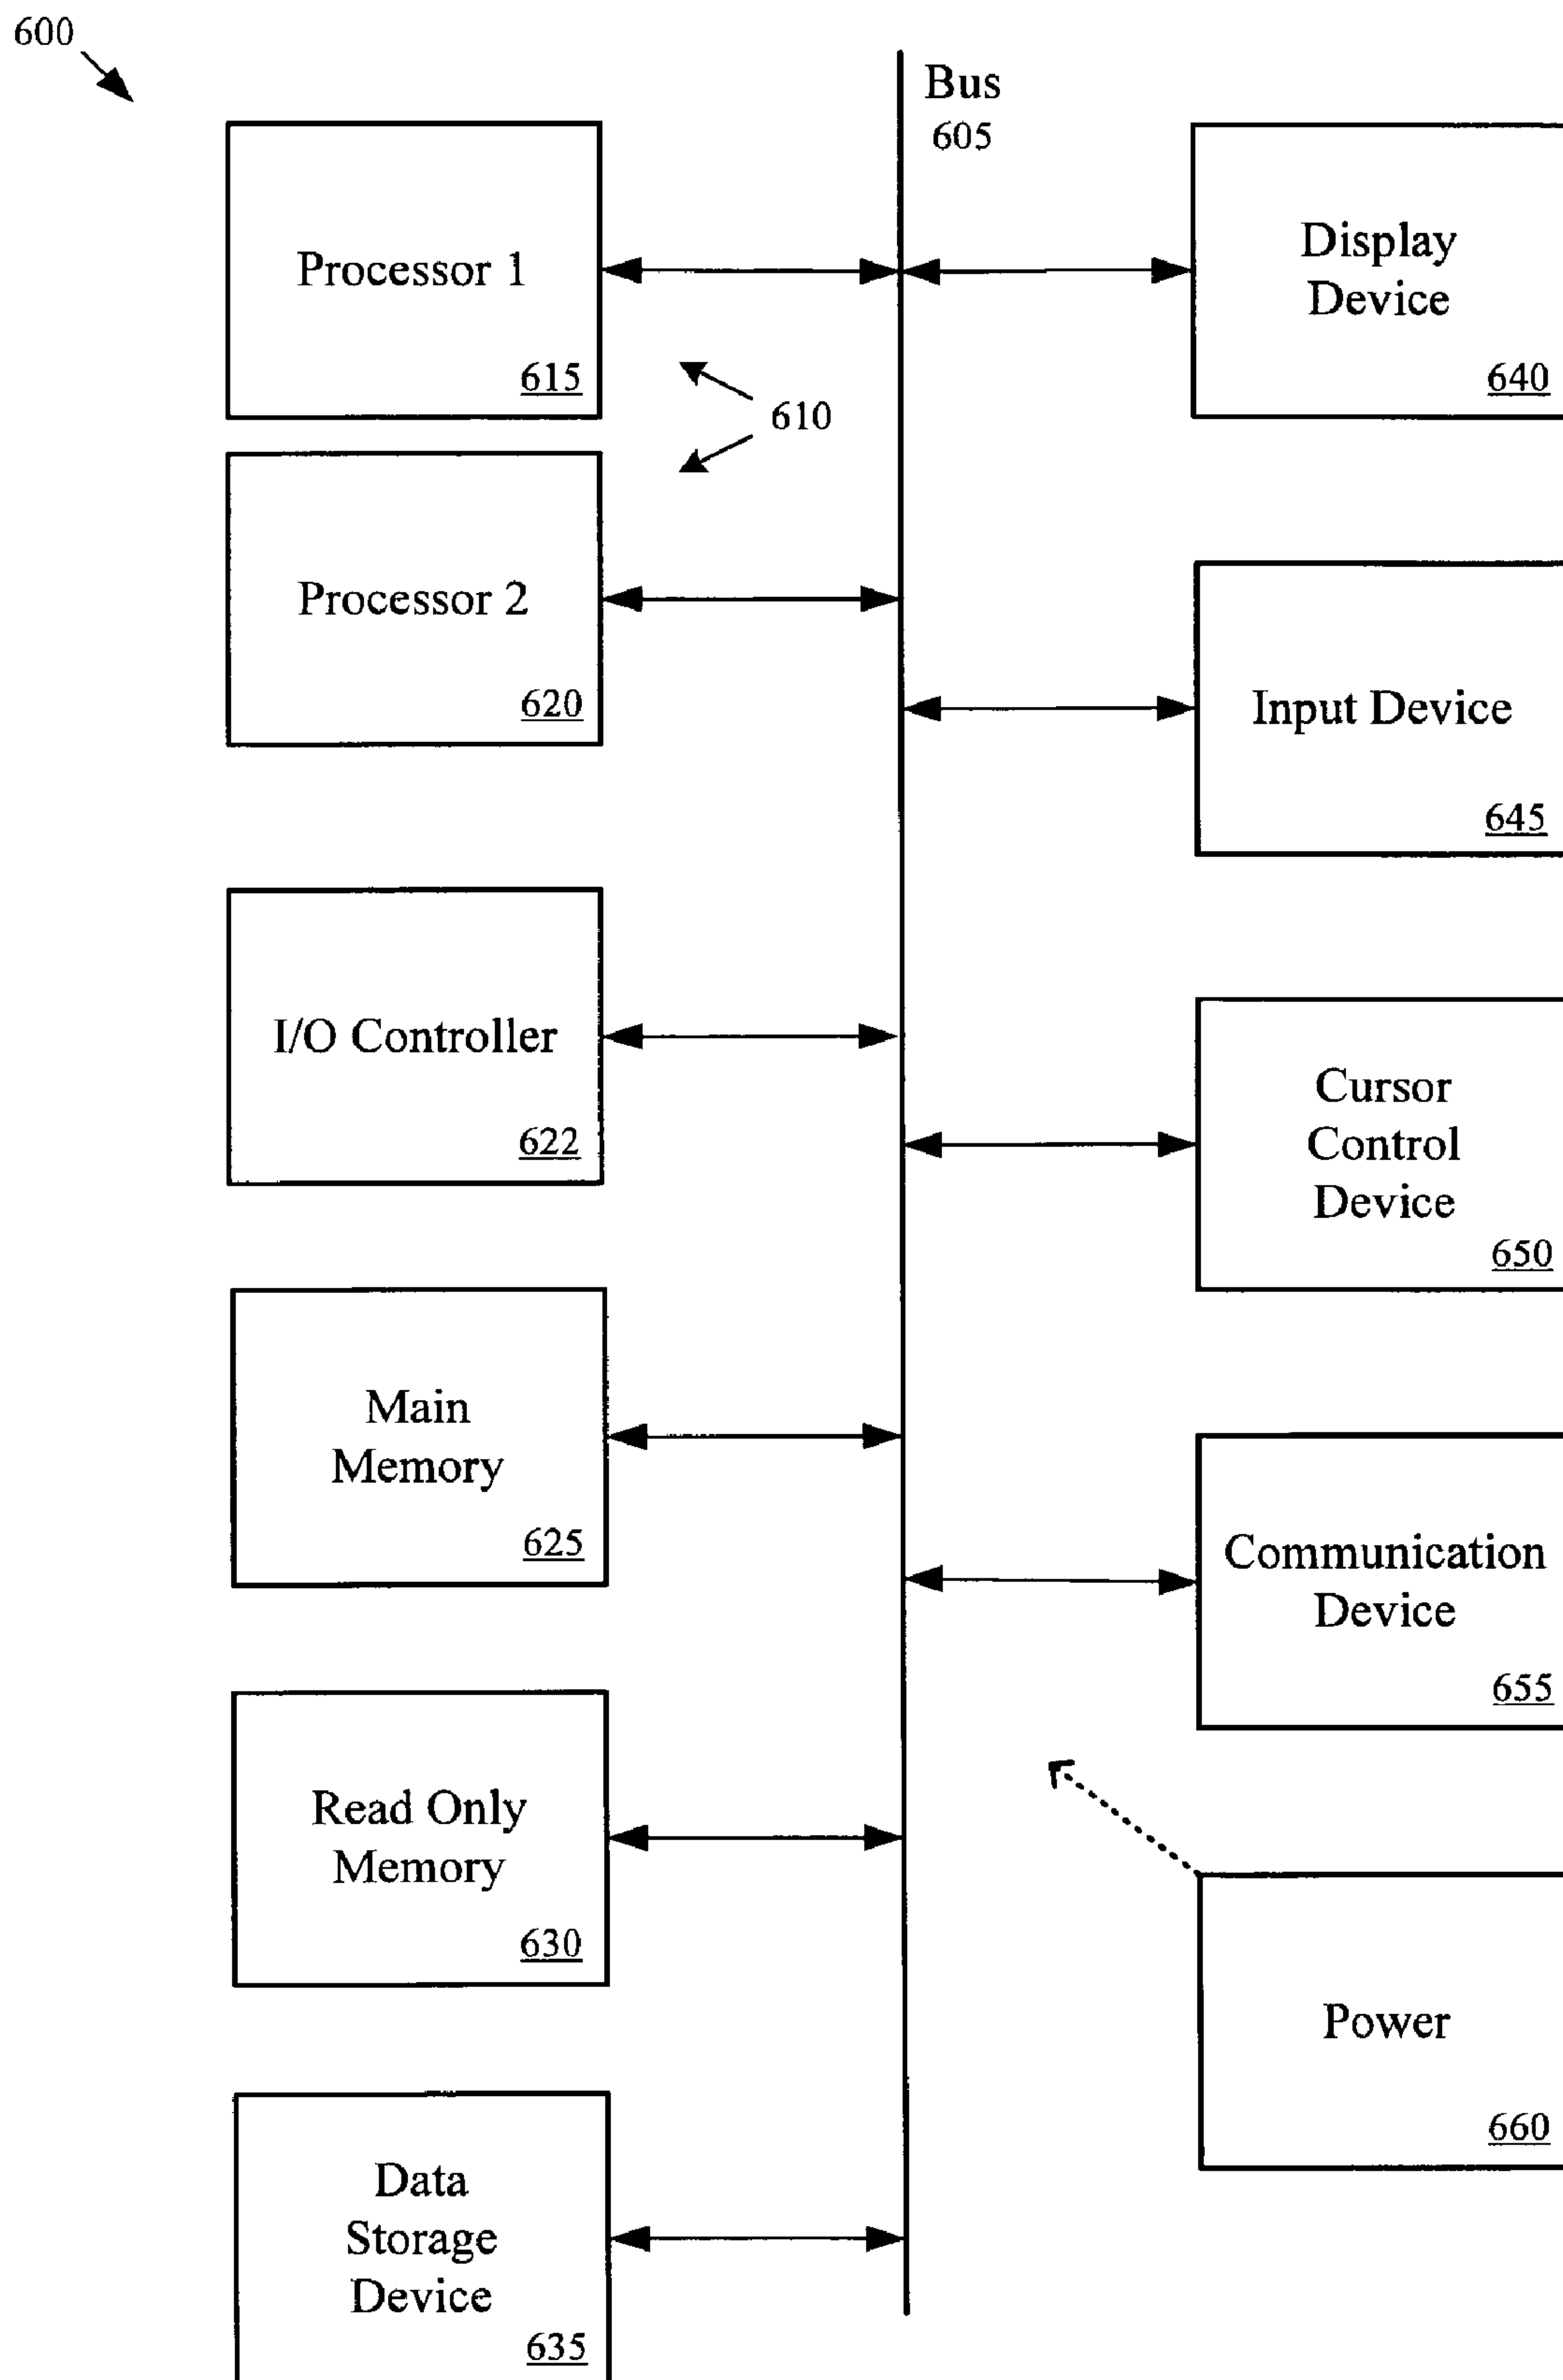 600
Bus
605
Processor 1
615
610
Processor 2
620
I/O Controller
622
Main
Memory
625
Read Only
Memory
630
Data
Storage
Device
635
Display
Device
640
Input Device
645
Cursor
Control
Device
650
Communication
Device
655
Power
660